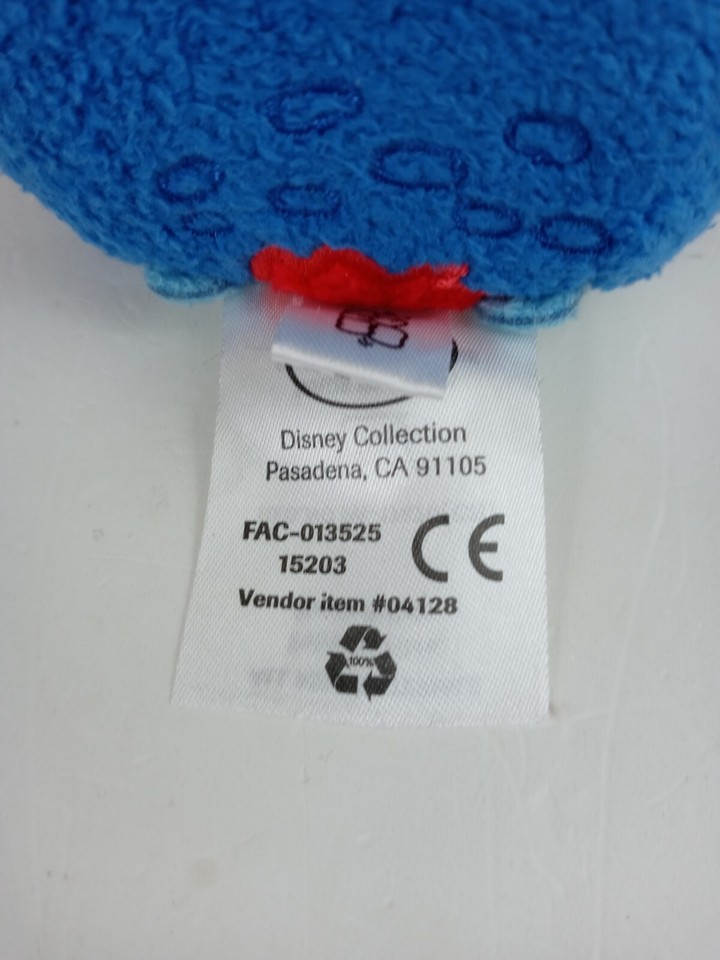 Disney Collection
Pasadena, CA 91105
FAC-013525
15203
CE
Vendor item #04128
100%